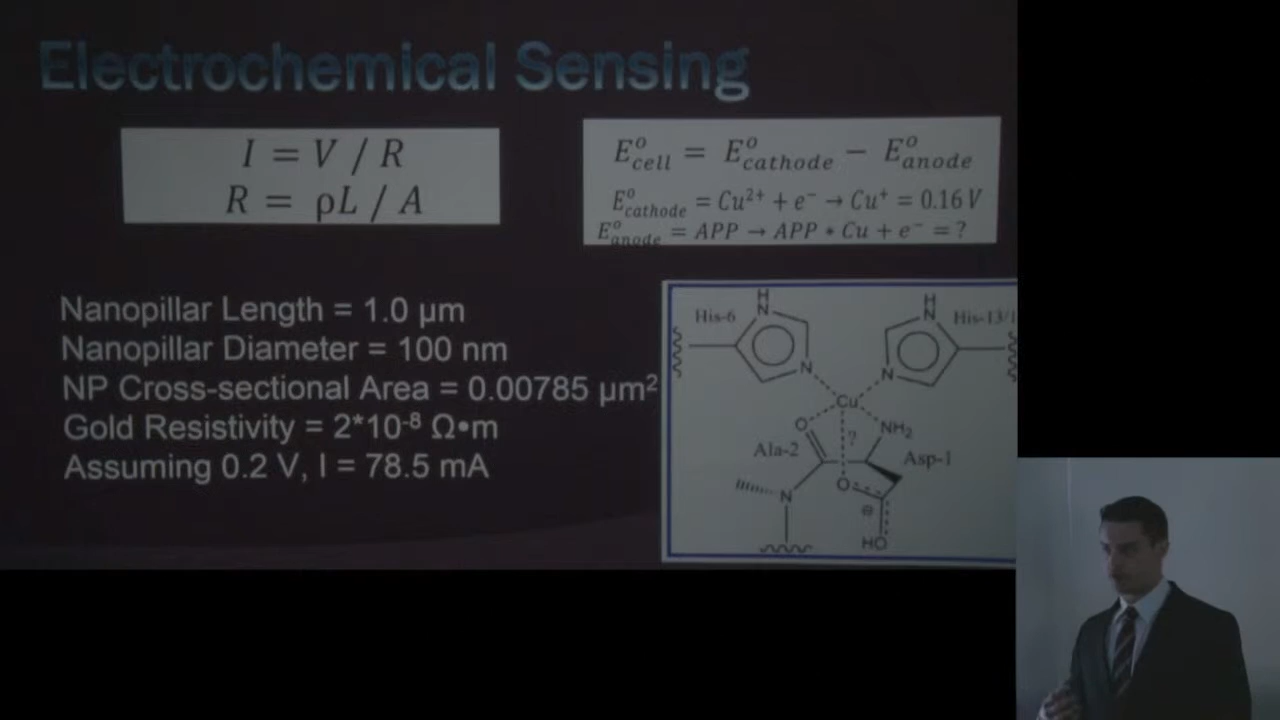 Electrochemical Sensing
I = V / R
R = ρL / A
E°cell = E°cathode − E°anode
E°cathode = Cu²⁺ + e⁻ → Cu⁺ = 0.16 V
E°anode = APP → APP * Cu + e⁻ = ?
Nanopillar Length = 1.0 µm
Nanopillar Diameter = 100 nm
NP Cross-sectional Area = 0.00785 µm²
Gold Resistivity = 2*10⁻⁸ Ω•m
Assuming 0.2 V, I = 78.5 mA
H
N
H
N
His-6
His-13/1
N
N
Cu
O
NH₂
?
Ala-2
Asp-1
O
N
⊖
HO